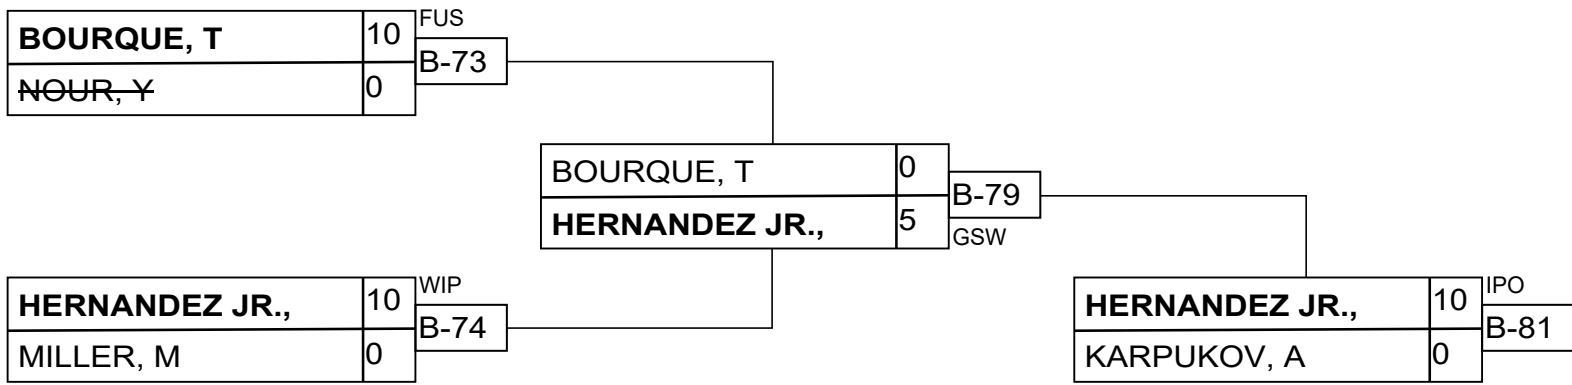 BOURQUE, T 10 FUS
B-73
NOUR, Y 0
BOURQUE, T 0
B-79
HERNANDEZ JR., 5
GSW
HERNANDEZ JR., 10 WIP
B-74
MILLER, M 0
HERNANDEZ JR., 10 IPO
B-81
KARPUKOV, A 0